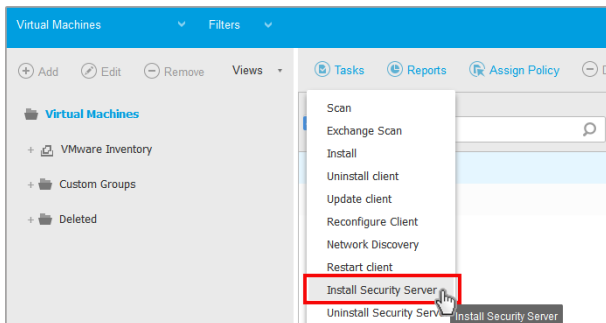 Virtual Machines Filters
Add Edit Remove Views Tasks Reports Assign Policy
Virtual Machines
VMware Inventory
Custom Groups
Deleted
Scan
Exchange Scan
Install
Uninstall client
Update client
Reconfigure Client
Network Discovery
Restart client
Install Security Server
Uninstall Security
Install Security Server